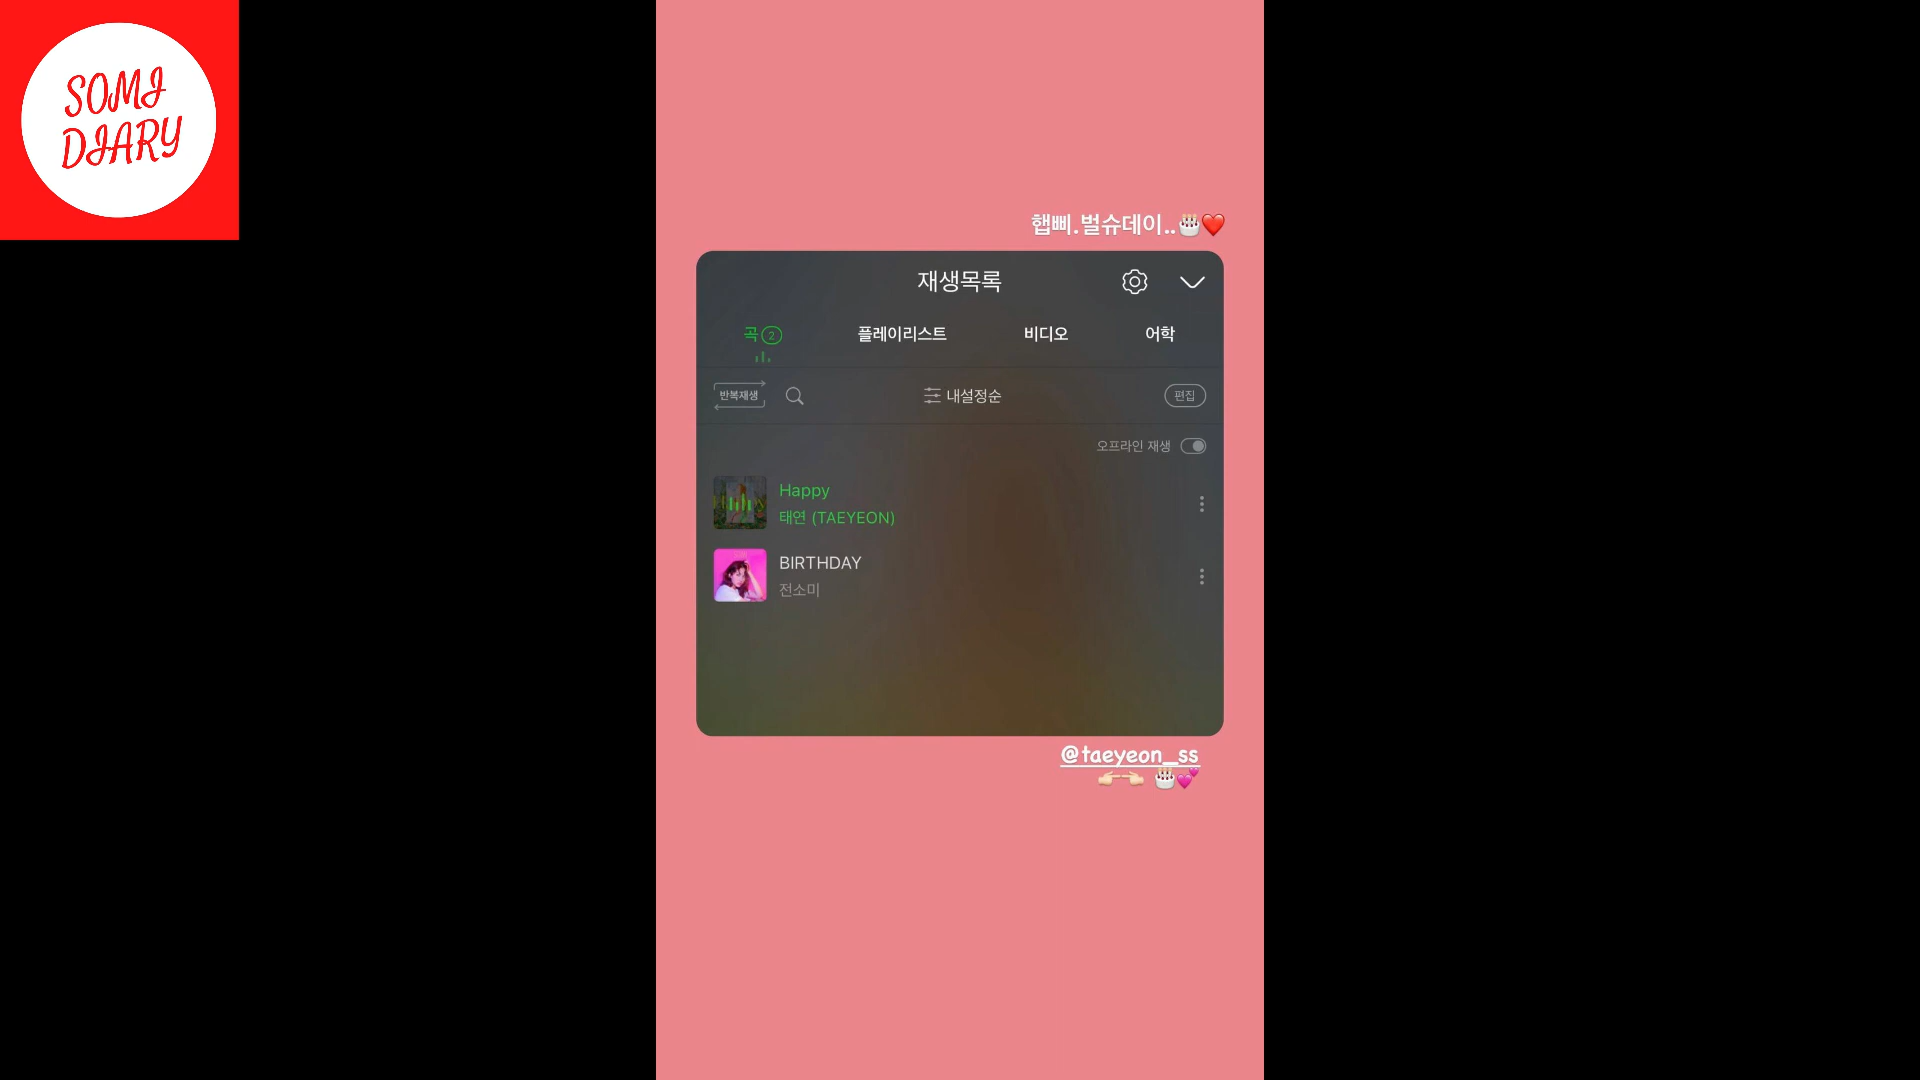 SOMI
DIARY
햅삐.벌슈데이..🎂❤️
재생목록
곡 2
플레이리스트
비디오
어학
반복재생
내설정순
편집
오프라인 재생
Happy
태연 (TAEYEON)
BIRTHDAY
전소미
@taeyeon_ss
👉🏻👈🏻 🎂💕